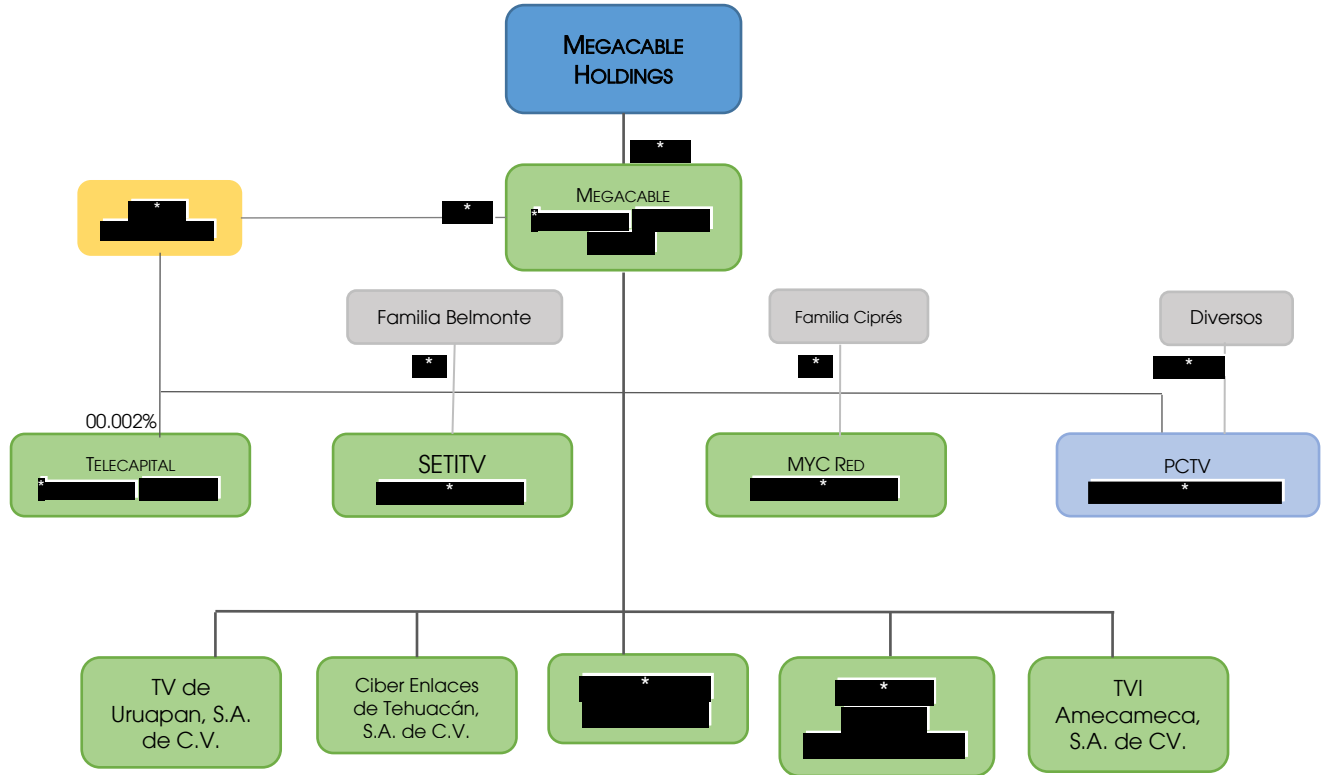 MEGACABLE
HOLDINGS
*
MEGACABLE
*
*
*
*
Familia Belmonte
Familia Ciprés
Diversos
*
*
*
00.002%
TELECAPITAL
*
SETITV
*
MYC RED
*
PCTV
*
TV de
Uruapan, S.A.
de C.V.
Ciber Enlaces
de Tehuacán,
S.A. de C.V.
*
*
TVI
Amecameca,
S.A. de CV.